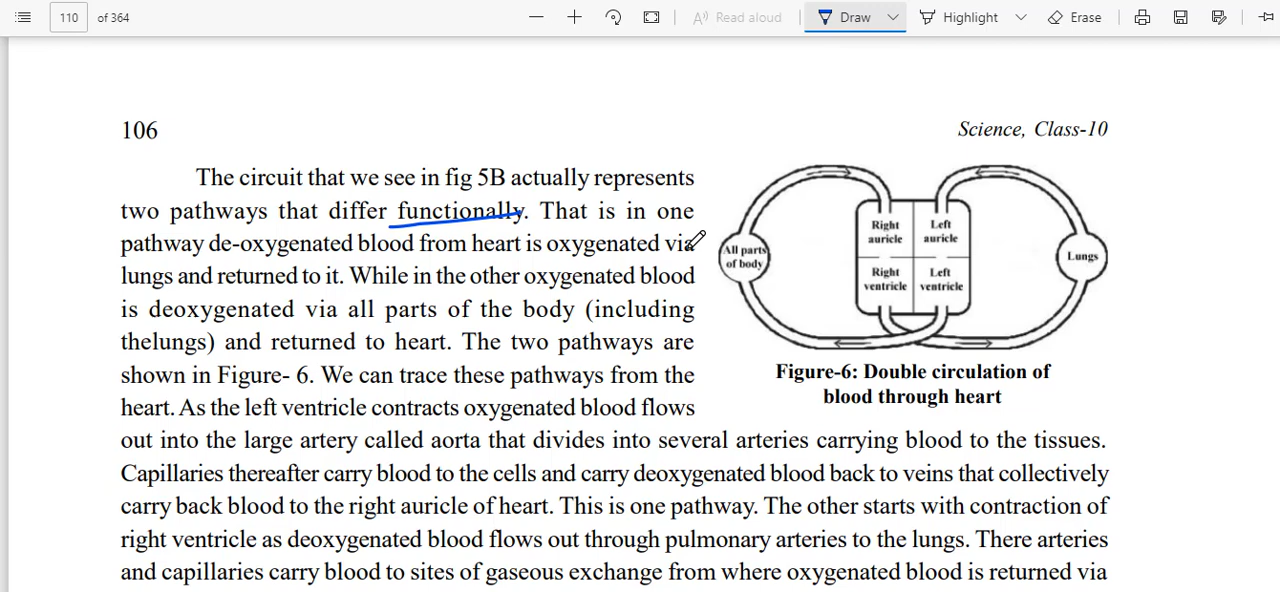 110 of 364 Read aloud Draw Highlight Erase
106 Science, Class-10
The circuit that we see in fig 5B actually represents
two pathways that differ functionally. That is in one
pathway de-oxygenated blood from heart is oxygenated via
lungs and returned to it. While in the other oxygenated blood
is deoxygenated via all parts of the body (including
thelungs) and returned to heart. The two pathways are
shown in Figure- 6. We can trace these pathways from the
heart. As the left ventricle contracts oxygenated blood flows
out into the large artery called aorta that divides into several arteries carrying blood to the tissues.
Capillaries thereafter carry blood to the cells and carry deoxygenated blood back to veins that collectively
carry back blood to the right auricle of heart. This is one pathway. The other starts with contraction of
right ventricle as deoxygenated blood flows out through pulmonary arteries to the lungs. There arteries
and capillaries carry blood to sites of gaseous exchange from where oxygenated blood is returned via
All parts
of body
Right
auricle
Left
auricle
Right
ventricle
Left
ventricle
Lungs
Figure-6: Double circulation of
blood through heart